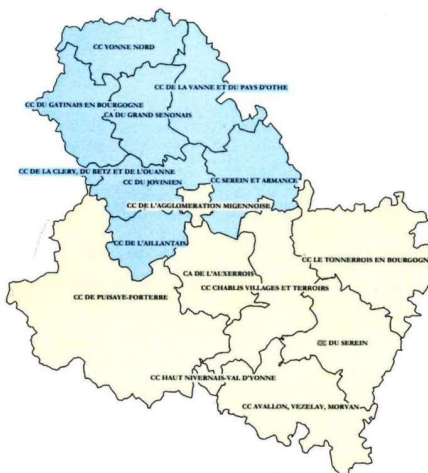 CC YONNE NORD
CC DE LA VANNE ET DU PAYS D'OTHE
CC DU GATINAIS EN BOURGOGNE
CA DU GRAND SENONAIS
CC DE LA CLERY, DU BETZ ET DE L'OUANNE
CC DU JOVINIEN
CC SEREIN ET ARMANCE
CC DE L'AGGLOMERATION MIGENNOISE
CC DE L'AILLANTAIS
CA DE L'AUXERROIS
CC LE TONNERROIS EN BOURGOGN
CC CHABLIS VILLAGES ET TERROIRS
CC DE PUISAYE-FORTERRE
CC DU SEREIN
CC HAUT NIVERNAIS-VAL D'YONNE
CC AVALLON, VEZELAY, MORVAN